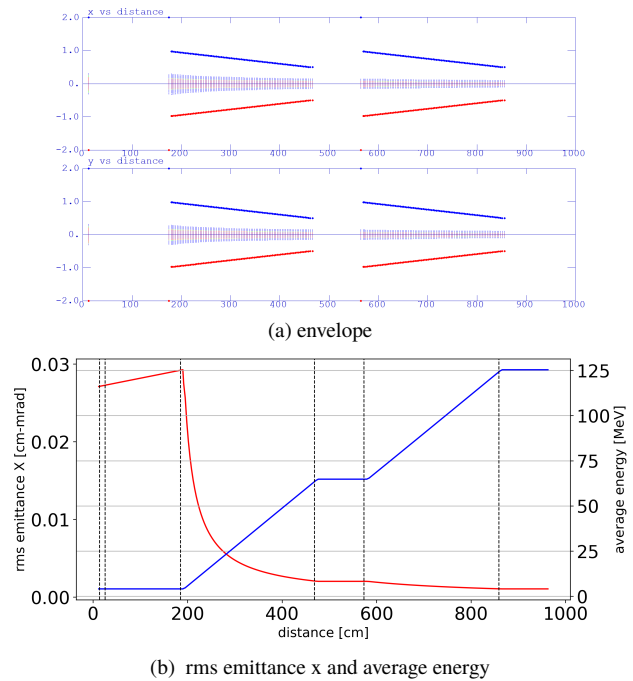 x vs distance
2.0
1.0
0.
-1.0
-2.0
0 100 200 300 400 500 600 700 800 900 1000
y vs distance
2.0
1.0
0.
-1.0
-2.0
0 100 200 300 400 500 600 700 800 900 1000
(a) envelope
rms emittance X [cm-mrad]
0.03
0.02
0.01
0.00
125
100
75
50
25
0
average energy [MeV]
0 200 400 600 800 1000
distance [cm]
(b) rms emittance x and average energy